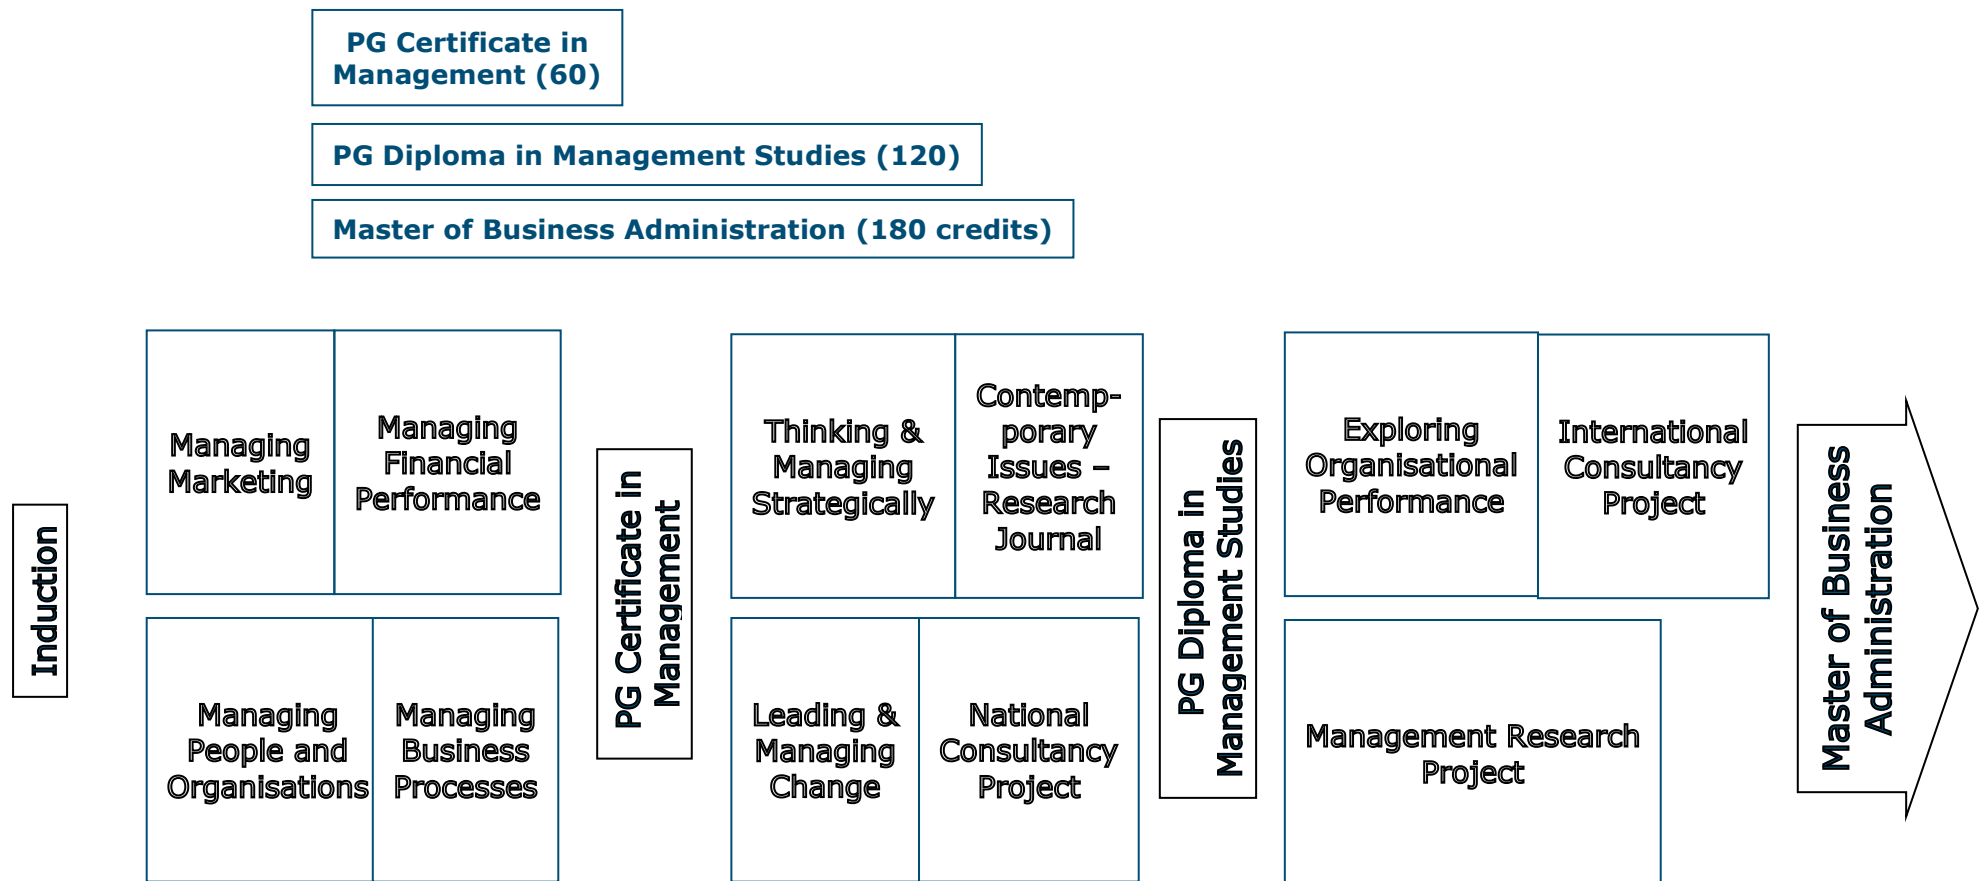 PG Certificate in
Management (60)
PG Diploma in Management Studies (120)
Master of Business Administration (180 credits)
Induction
Managing
Marketing
Managing
Financial
Performance
Managing
People and
Organisations
Managing
Business
Processes
PG Certificate in
Management
Thinking &
Managing
Strategically
Contemp-
porary
Issues –
Research
Journal
Leading &
Managing
Change
National
Consultancy
Project
PG Diploma in
Management Studies
Exploring
Organisational
Performance
International
Consultancy
Project
Management Research
Project
Master of Business
Administration